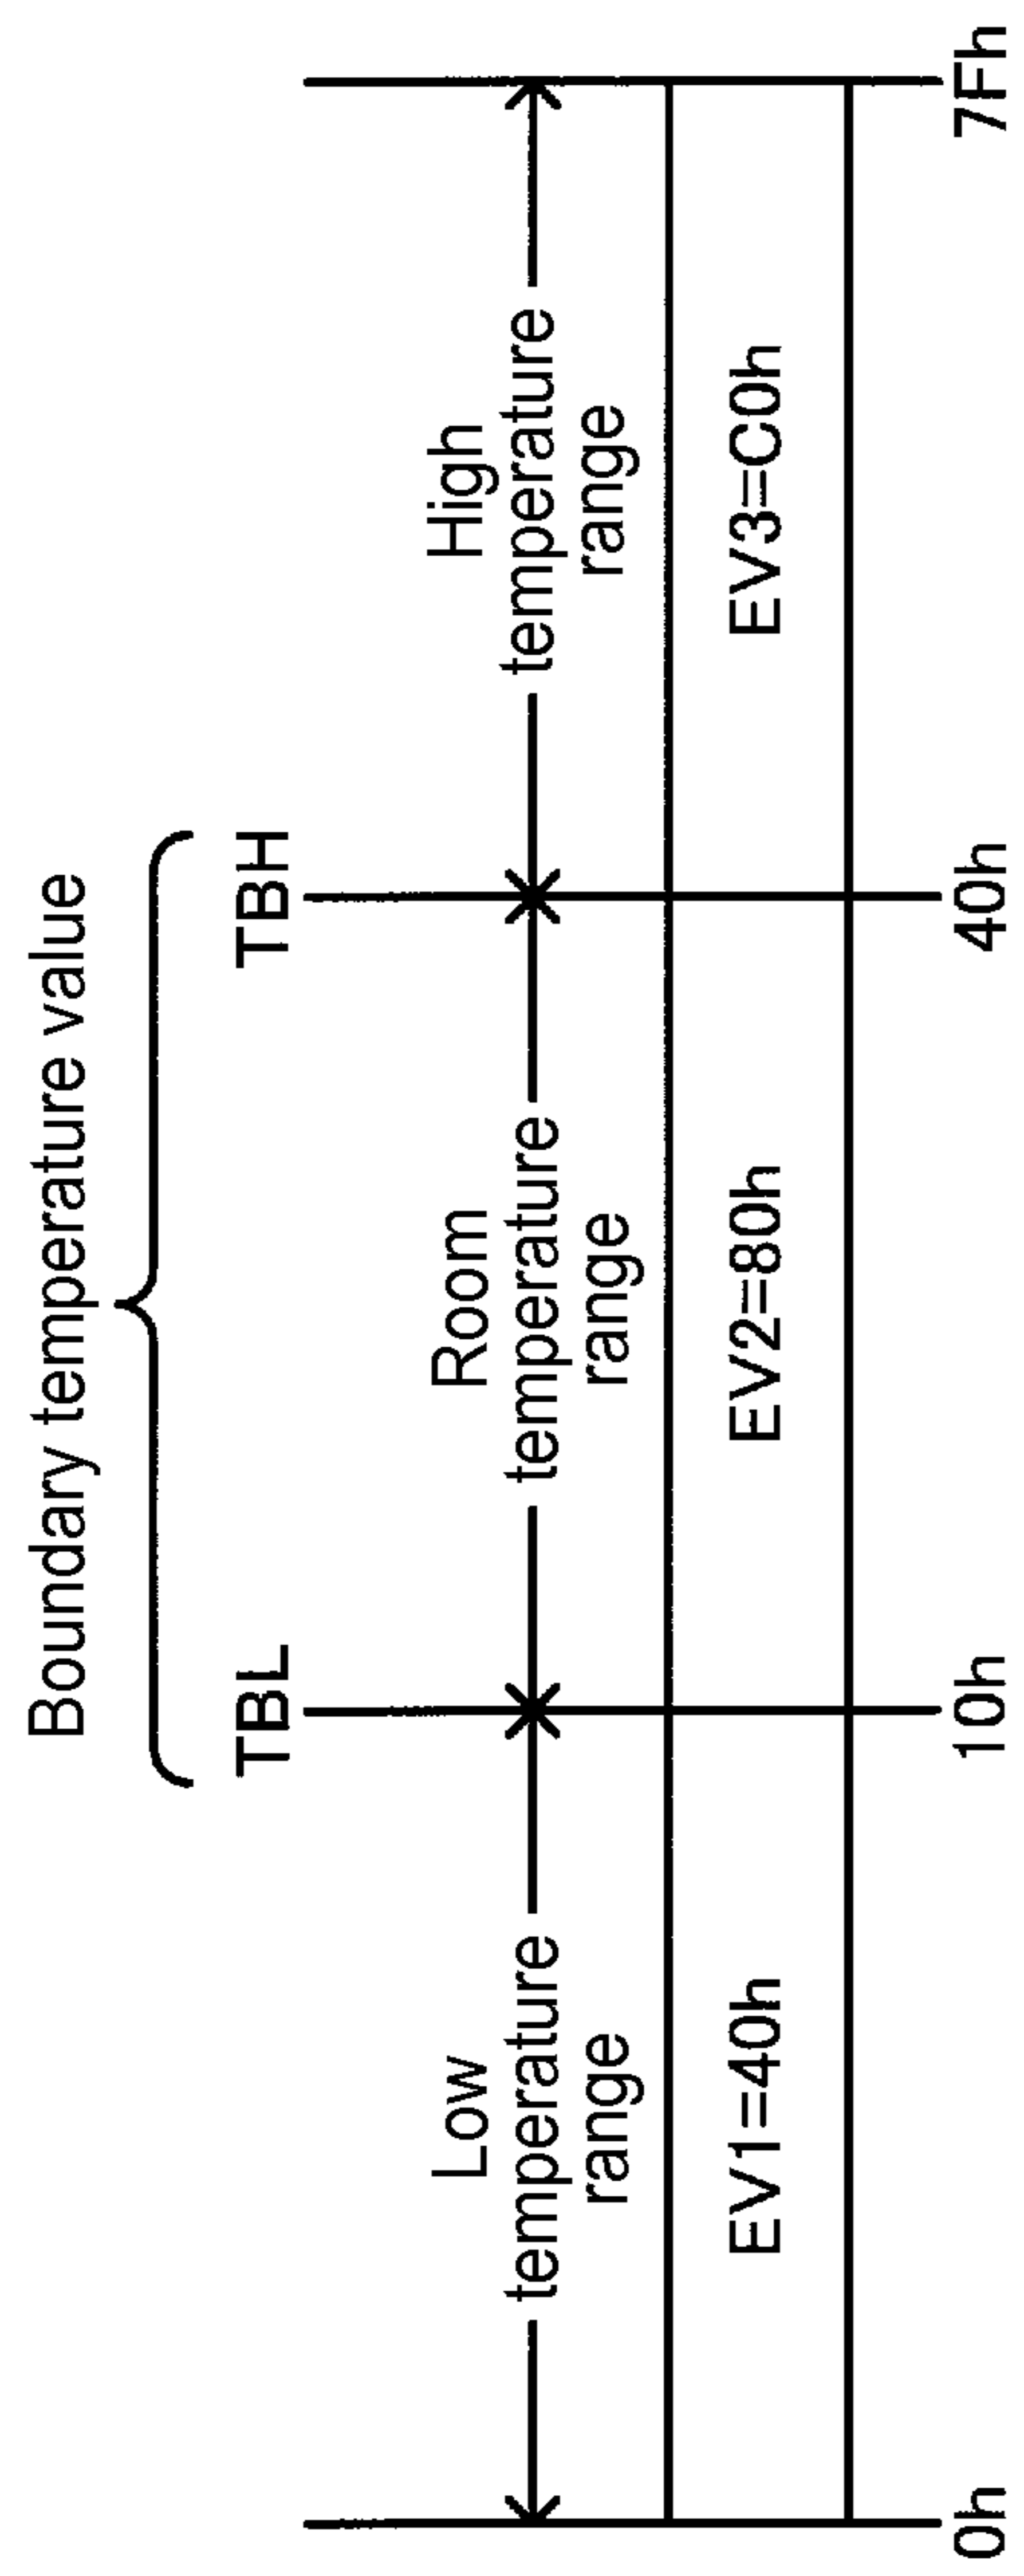 Boundary temperature value
TBL
TBH
Low
temperature
range
Room
temperature
range
High
temperature
range
EV1=40h
EV2=80h
EV3=C0h
0h
10h
40h
7Fh